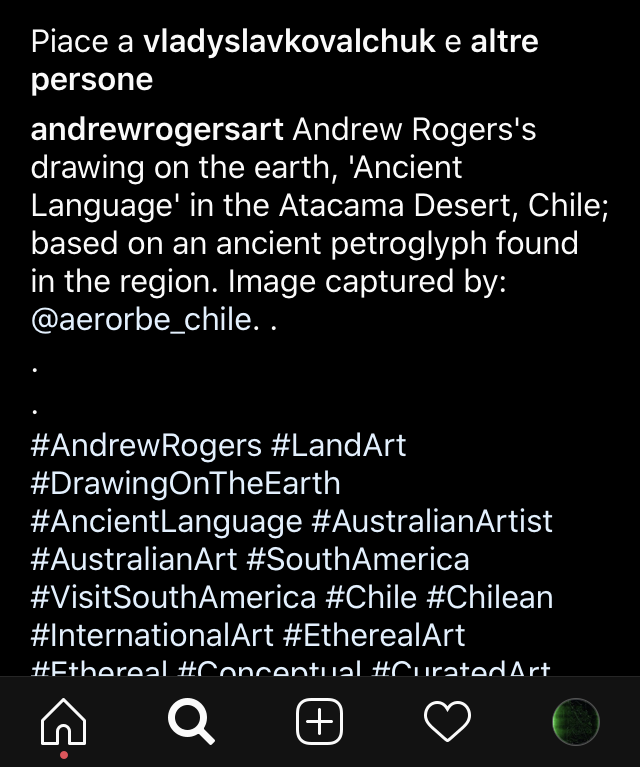 Piace a vladyslavkovalchuk e altre
persone
andrewrogersart Andrew Rogers's
drawing on the earth, 'Ancient
Language' in the Atacama Desert, Chile;
based on an ancient petroglyph found
in the region. Image captured by:
@aerorbe_chile. .
.
.
#AndrewRogers #LandArt
#DrawingOnTheEarth
#AncientLanguage #AustralianArtist
#AustralianArt #SouthAmerica
#VisitSouthAmerica #Chile #Chilean
#InternationalArt #EtherealArt
#Ethereal #Conceptual #CuratedArt